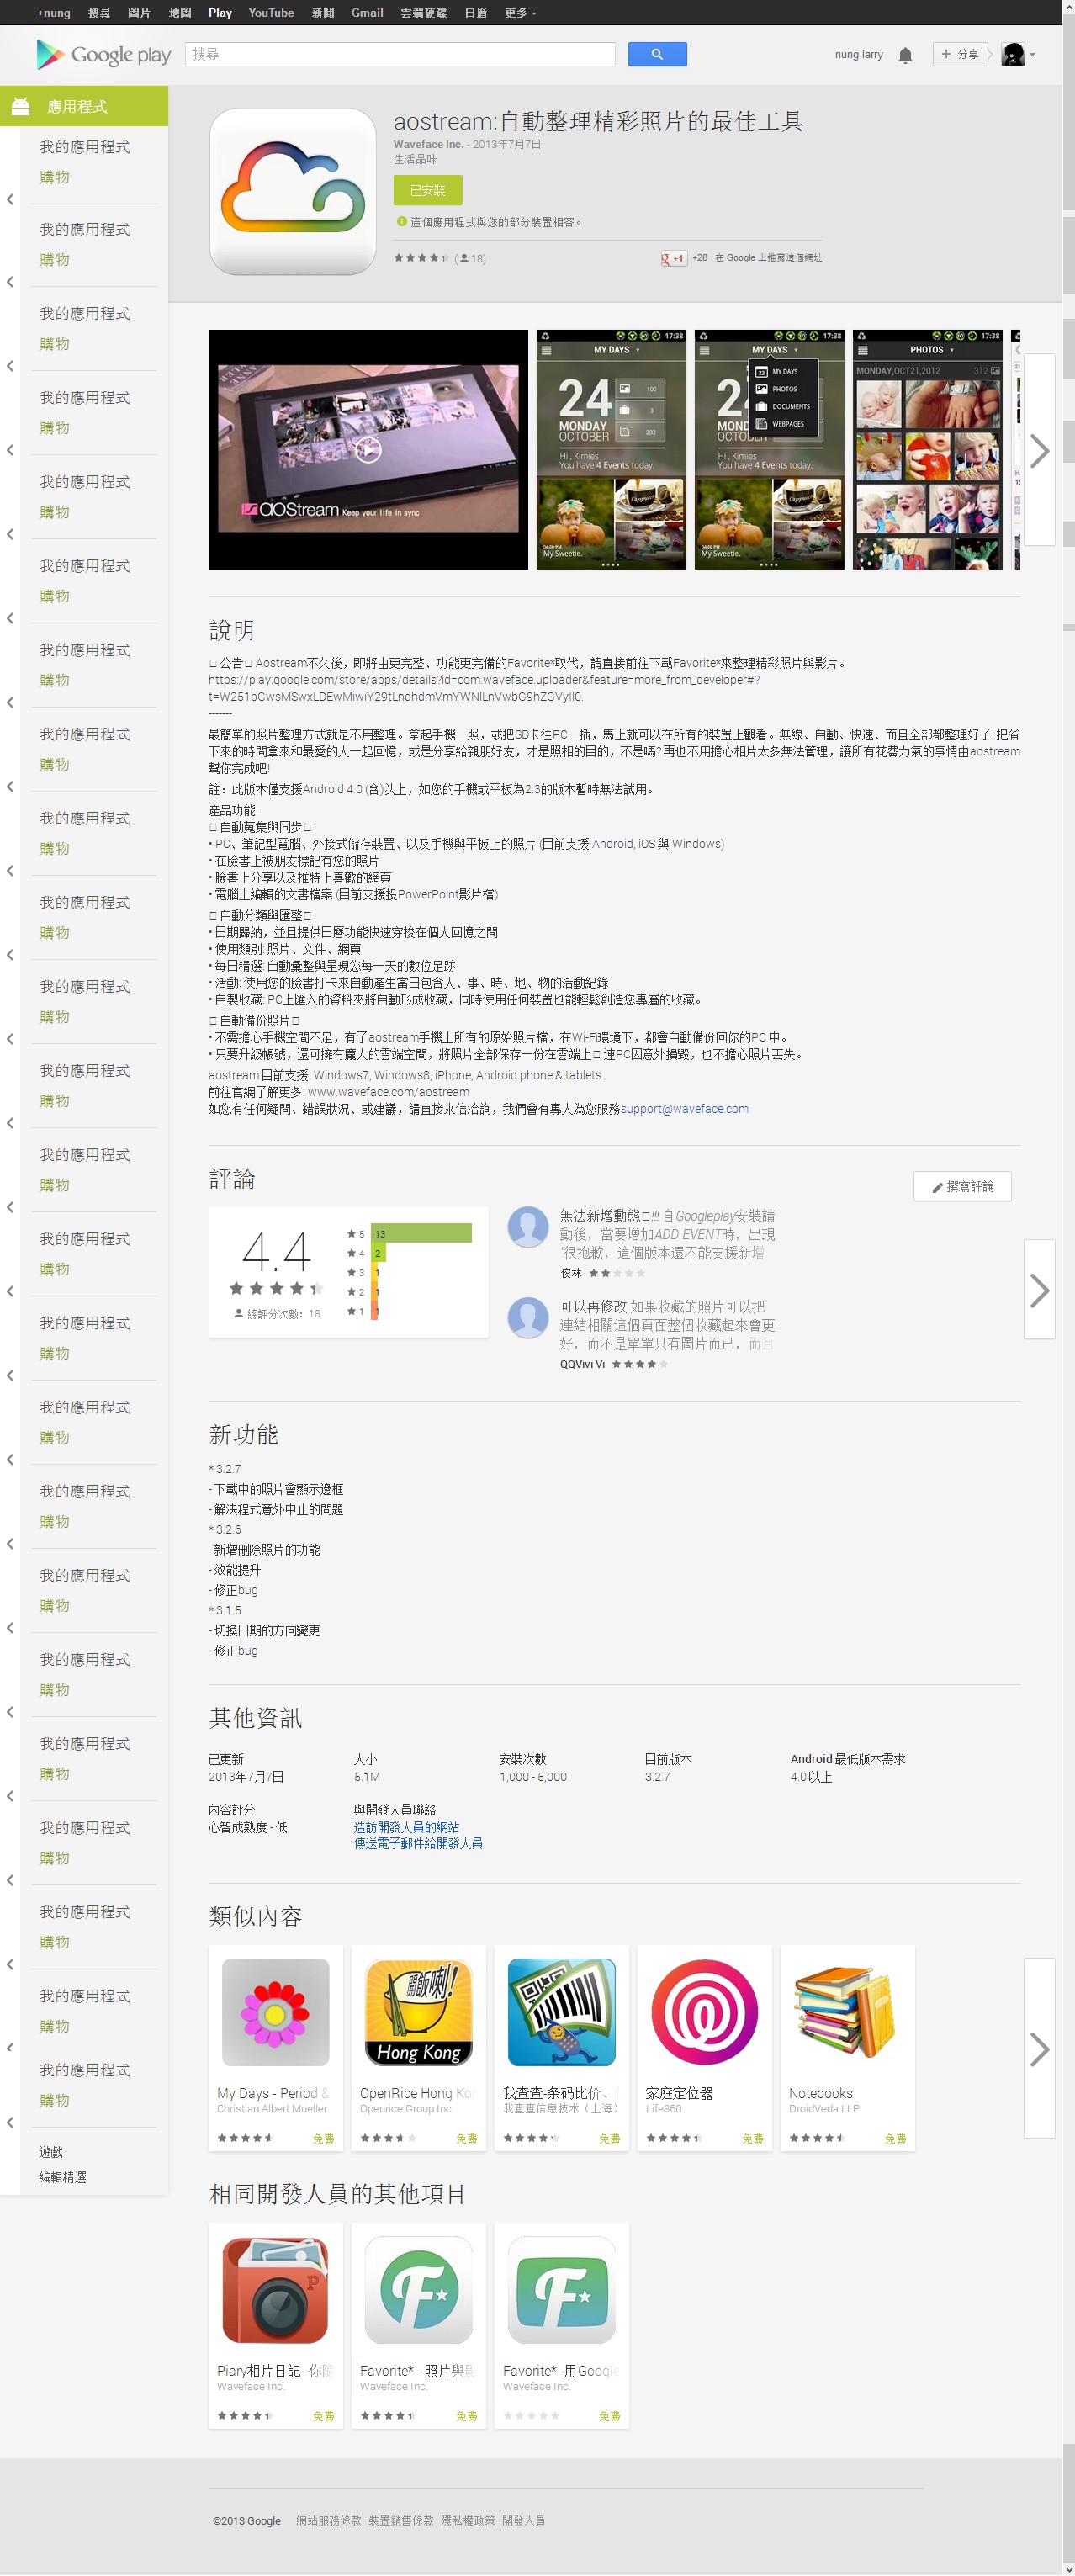 +nung 搜尋 圖片 地圖 Play YouTube 新聞 Gmail 雲端硬碟 日曆 更多
Google play 搜尋 nung larry + 分享
應用程式
我的應用程式
購物
我的應用程式
購物
我的應用程式
購物
我的應用程式
購物
我的應用程式
購物
我的應用程式
購物
我的應用程式
購物
我的應用程式
購物
我的應用程式
購物
我的應用程式
購物
我的應用程式
購物
我的應用程式
購物
我的應用程式
購物
我的應用程式
購物
我的應用程式
購物
我的應用程式
購物
我的應用程式
購物
我的應用程式
購物
我的應用程式
購物
我的應用程式
購物
我的應用程式
購物
我的應用程式
購物
我的應用程式
購物
我的應用程式
購物
遊戲
編輯精選
aostream:自動整理精彩照片的最佳工具
Waveface Inc. - 2013年7月7日
生活品味
已安裝
這個應用程式與您的部分裝置相容。
(18)
+1 +28 在 Google 上推薦這個網址
aOStream Keep your life in sync
17:38
MY DAYS
24
MONDAY
OCTOBER
100
3
203
Hi , Kimies
You have 4 Events today.
04:00 PM
My Sweetie.
17:38
MY DAYS
23 MY DAYS
PHOTOS
DOCUMENTS
WEBPAGES
24
MONDAY
OCTOBER
Hi , Kimies
You have 4 Events today.
My Sweetie.
17:38
PHOTOS
MONDAY,OCT21,2012 312
說明
公告 Aostream不久後，即將由更完整、功能更完備的Favorite*取代，請直接前往下載Favorite*來整理精彩照片與影片。
https://play.google.com/store/apps/details?id=com.waveface.uploader&feature=more_from_developer#?
t=W251bGwsMSwxLDEwMiwiY29tLndhdmVmYWNlLnVwbG9hZGVyIl0.
-------
最簡單的照片整理方式就是不用整理。拿起手機一照，或把SD卡往PC一插，馬上就可以在所有的裝置上觀看。無線、自動、快速、而且全部都整理好了! 把省
下來的時間拿來和最愛的人一起回憶，或是分享給親朋好友，才是照相的目的，不是嗎? 再也不用擔心相片太多無法管理，讓所有花費力氣的事情由aostream
幫你完成吧!
註：此版本僅支援Android 4.0 (含)以上，如您的手機或平板為2.3的版本暫時無法試用。
產品功能:
自動蒐集與同步
• PC、筆記型電腦、外接式儲存裝置、以及手機與平板上的照片 (目前支援 Android, iOS 與 Windows)
• 在臉書上被朋友標記有您的照片
• 臉書上分享以及推特上喜歡的網頁
• 電腦上編輯的文書檔案 (目前支援投PowerPoint影片檔)
自動分類與匯整
• 日期歸納，並且提供日曆功能快速穿梭在個人回憶之間
• 使用類別: 照片、文件、網頁
• 每日精選: 自動彙整與呈現您每一天的數位足跡
• 活動: 使用您的臉書打卡來自動產生當日包含人、事、時、地、物的活動紀錄
• 自製收藏: PC上匯入的資料夾將自動形成收藏，同時使用任何裝置也能輕鬆創造您專屬的收藏。
自動備份照片
• 不需擔心手機空間不足，有了aostream手機上所有的原始照片檔，在Wi-Fi環境下，都會自動備份回你的PC 中。
• 只要升級帳號，還可擁有龐大的雲端空間，將照片全部保存一份在雲端上 連PC因意外損毀，也不擔心照片丟失。
aostream 目前支援: Windows7, Windows8, iPhone, Android phone & tablets
前往官網了解更多: www.waveface.com/aostream
如您有任何疑問、錯誤狀況、或建議，請直接來信洽詢，我們會有專人為您服務support@waveface.com
評論
撰寫評論
4.4
總評分次數：18
5 13
4 2
3 1
2 1
1 1
無法新增動態 !!! 自Googleplay安裝請
動後，當要增加ADD EVENT時，出現
"很抱歉，這個版本還不能支援新增
俊林
可以再修改 如果收藏的照片可以把
連結相關這個頁面整個收藏起來會更
好，而不是單單只有圖片而已，而且
QQVivi Vi
新功能
* 3.2.7
- 下載中的照片會顯示邊框
- 解決程式意外中止的問題
* 3.2.6
- 新增刪除照片的功能
- 效能提升
- 修正bug
* 3.1.5
- 切換日期的方向變更
- 修正bug
其他資訊
已更新 大小 安裝次數 目前版本 Android 最低版本需求
2013年7月7日 5.1M 1,000 - 5,000 3.2.7 4.0 以上
內容評分 與開發人員聯絡
心智成熟度 - 低 造訪開發人員的網站
傳送電子郵件給開發人員
類似內容
開飯喇!
Hong Kong
My Days - Period & OpenRice Hong Ko 我查查-条码比价、 家庭定位器 Notebooks
Christian Albert Mueller Openrice Group Inc 我查查信息技术（上海） Life360 DroidVeda LLP
免費 免費 免費 免費 免費
相同開發人員的其他項目
P F F
Piary相片日記 -你隨 Favorite* - 照片與影 Favorite* -用Google
Waveface Inc. Waveface Inc. Waveface Inc.
免費 免費 免費
©2013 Google 網站服務條款 裝置銷售條款 隱私權政策 開發人員